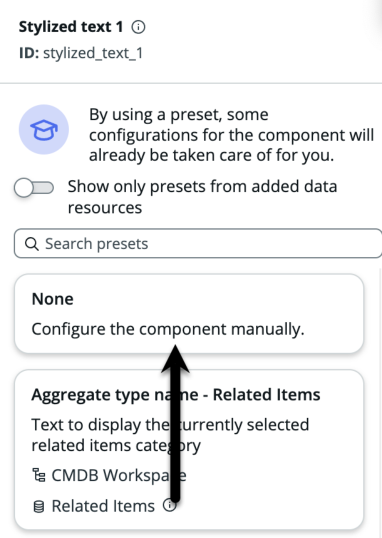 Stylized text 1
ID: stylized_text_1
By using a preset, some
configurations for the component will
already be taken care of for you.
Show only presets from added data
resources
Search presets
None
Configure the component manually.
Aggregate type name - Related Items
Text to display the currently selected
related items category
CMDB Workspace
Related Items